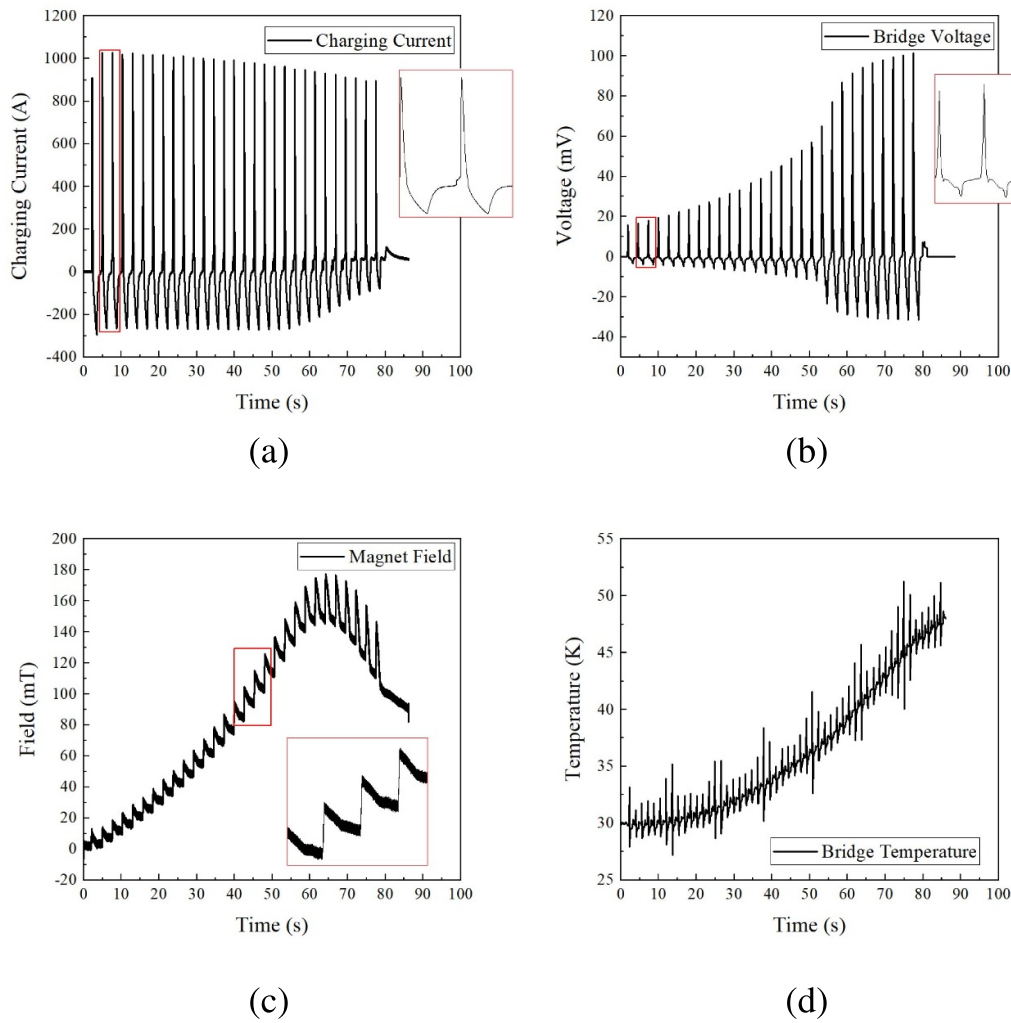 1200
1000
800
600
400
200
0
-200
-400
Charging Current (A)
Charging Current
0 10 20 30 40 50 60 70 80 90 100
Time (s)
(a)
120
100
80
60
40
20
0
-20
-40
Voltage (mV)
Bridge Voltage
0 10 20 30 40 50 60 70 80 90 100
Time (s)
(b)
200
180
160
140
120
100
80
60
40
20
0
-20
Field (mT)
Magnet Field
0 10 20 30 40 50 60 70 80 90 100
Time (s)
(c)
55
50
45
40
35
30
25
Temperature (K)
Bridge Temperature
0 10 20 30 40 50 60 70 80 90 100
Time (s)
(d)